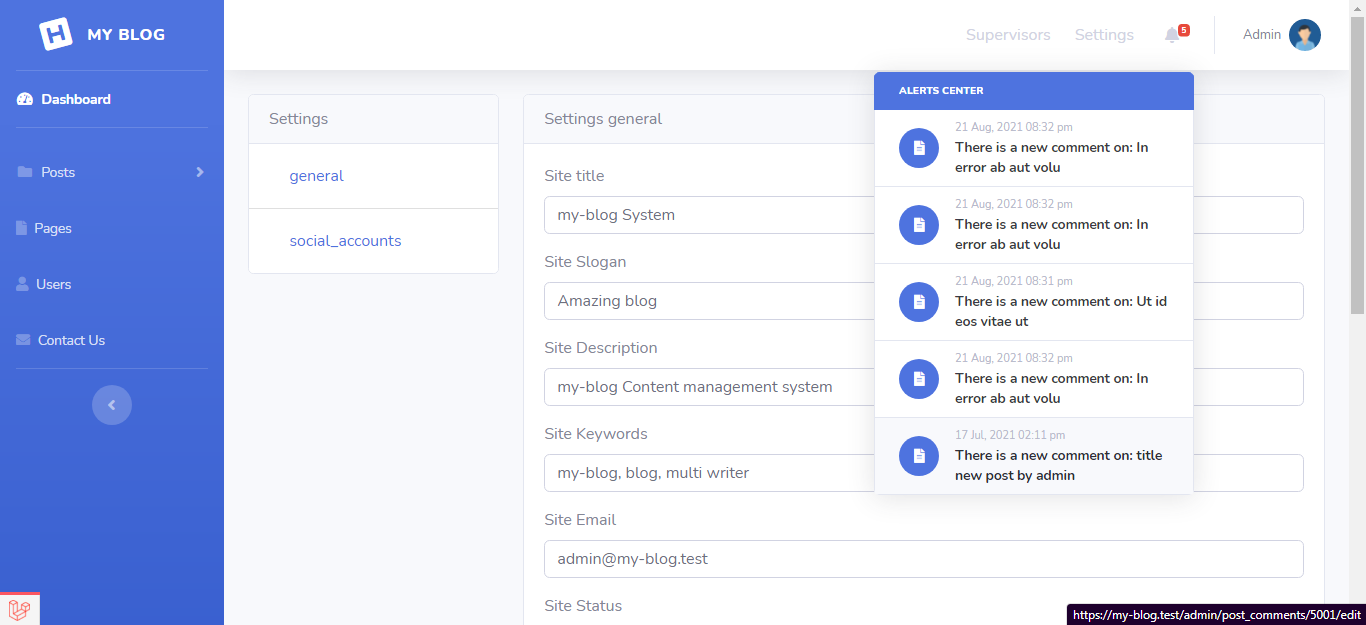 MY BLOG
Dashboard
Posts
Pages
Users
Contact Us
Supervisors
Settings
5
Admin
ALERTS CENTER
21 Aug, 2021 08:32 pm
There is a new comment on: In
error ab aut volu
21 Aug, 2021 08:32 pm
There is a new comment on: In
error ab aut volu
21 Aug, 2021 08:31 pm
There is a new comment on: Ut id
eos vitae ut
21 Aug, 2021 08:32 pm
There is a new comment on: In
error ab aut volu
17 Jul, 2021 02:11 pm
There is a new comment on: title
new post by admin
Settings
general
social_accounts
Settings general
Site title
my-blog System
Site Slogan
Amazing blog
Site Description
my-blog Content management system
Site Keywords
my-blog, blog, multi writer
Site Email
admin@my-blog.test
Site Status
https://my-blog.test/admin/post_comments/5001/edit